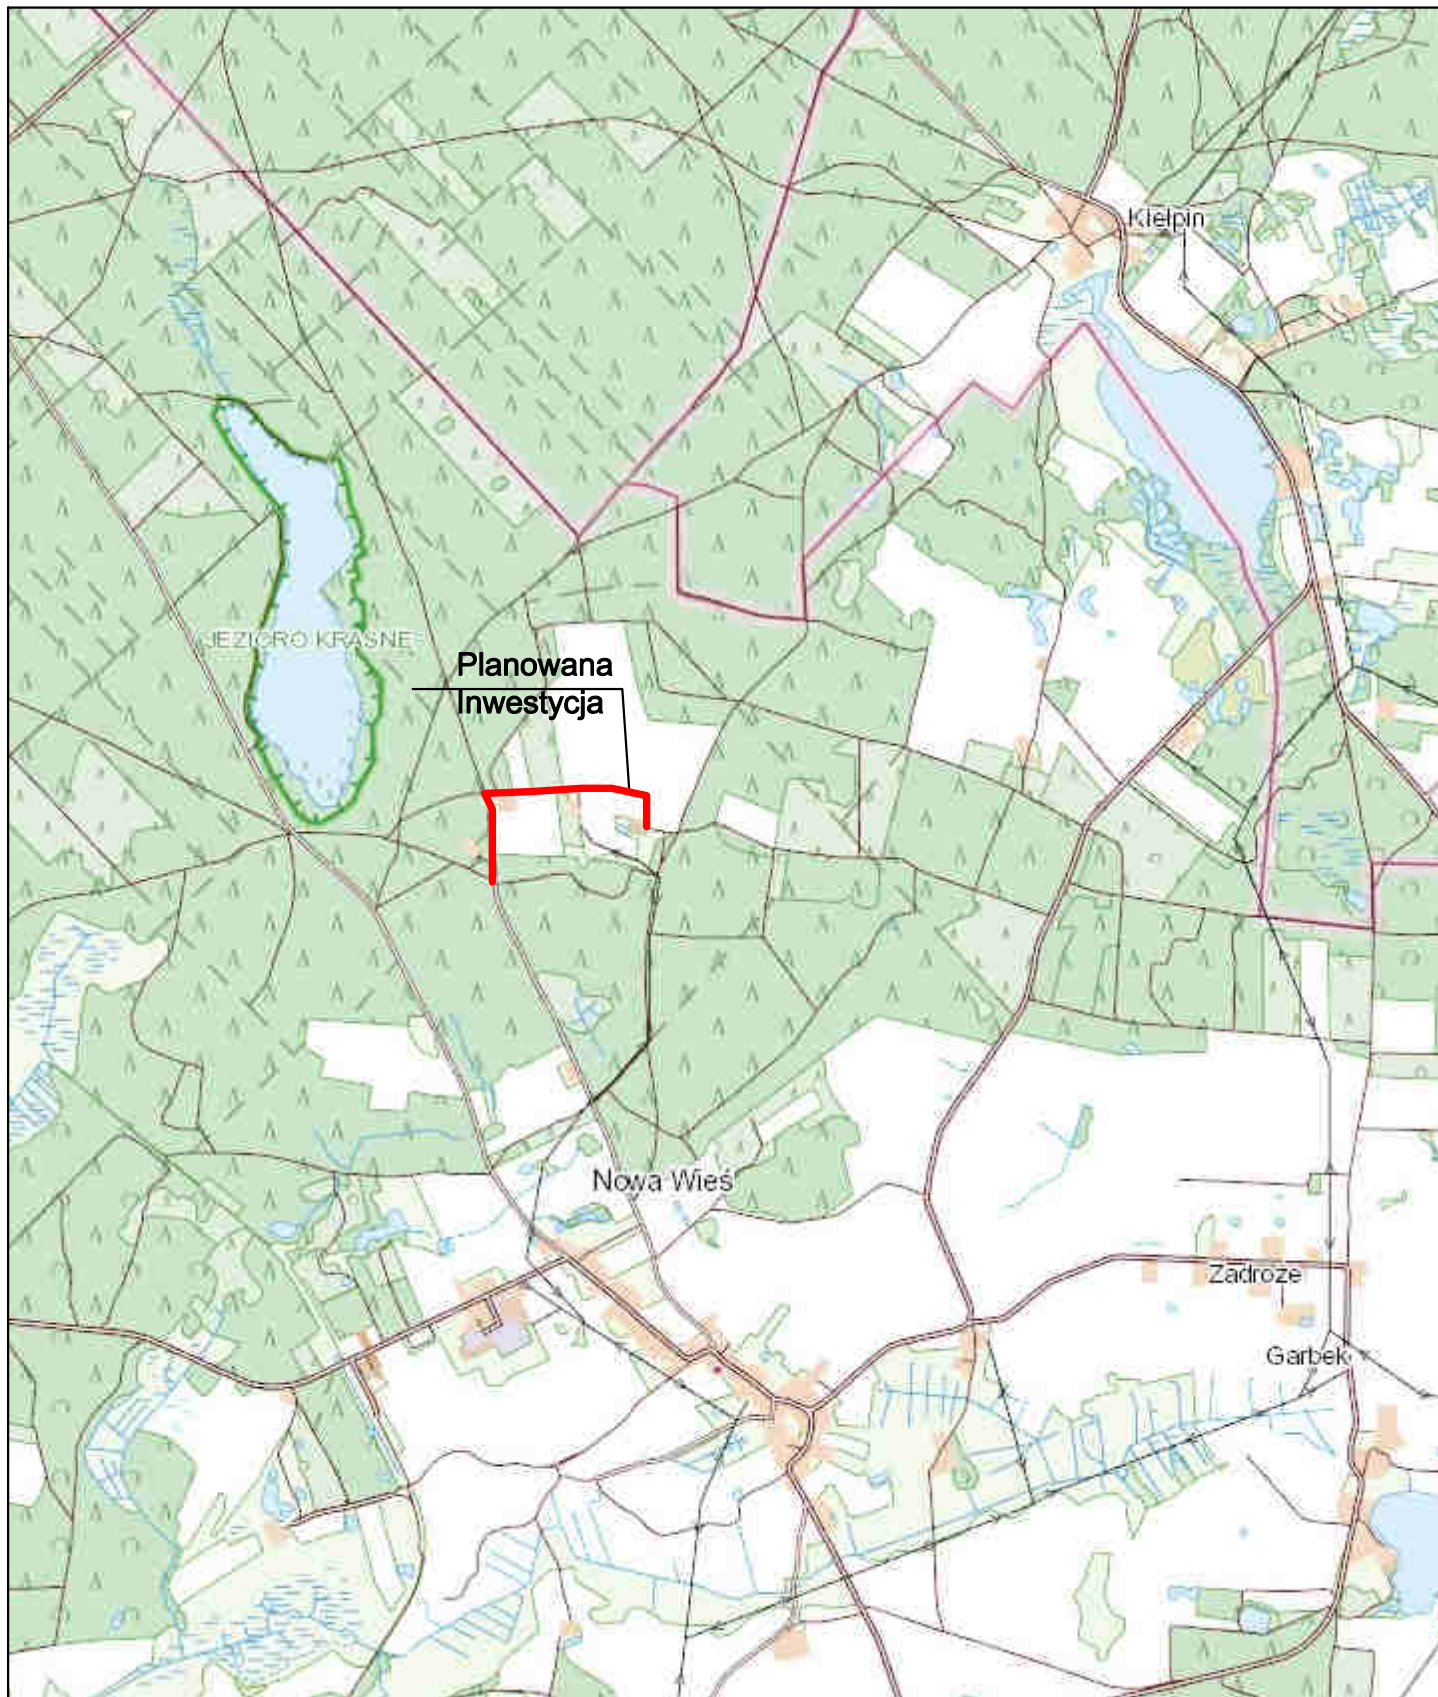 Kiełpin
JEZIORO KRASNE
Planowana
Inwestycja
Nowa Wieś
Zadroże
Garbek